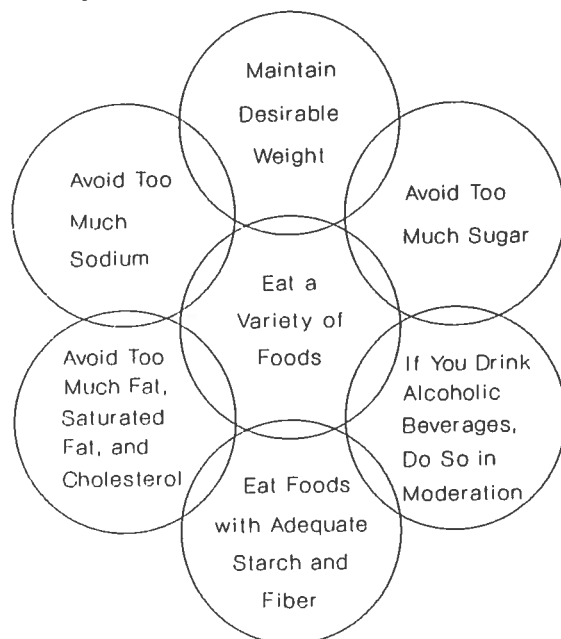 Maintain
Desirable
Weight
Avoid Too
Much
Sodium
Avoid Too
Much Sugar
Eat a
Variety of
Foods
Avoid Too
Much Fat,
Saturated
Fat, and
Cholesterol
If You Drink
Alcoholic
Beverages,
Do So in
Moderation
Eat Foods
with Adequate
Starch and
Fiber